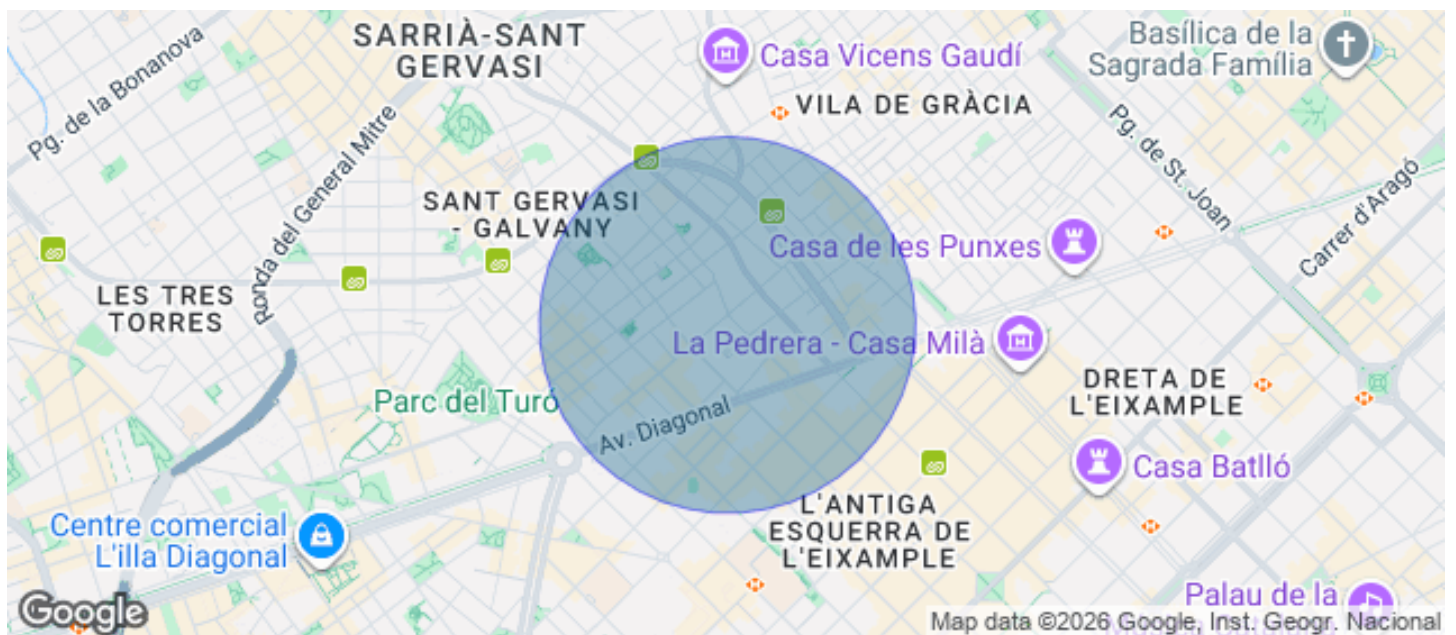 SARRIÀ-SANT
GERVASI
Pg. de la Bonanova
Casa Vicens Gaudí
Basílica de la
Sagrada Família
VILA DE GRÀCIA
Ronda del General Mitre
Pg. de St. Joan
Carrer d'Aragó
SANT GERVASI
- GALVANY
Casa de les Punxes
LES TRES
TORRES
La Pedrera - Casa Milà
Parc del Turó
DRETA DE
L'EIXAMPLE
Av. Diagonal
Casa Batlló
L'ANTIGA
ESQUERRA DE
L'EIXAMPLE
Centre comercial
L'illa Diagonal
Palau de la
Google
Map data ©2026 Google, Inst. Geogr. Nacional